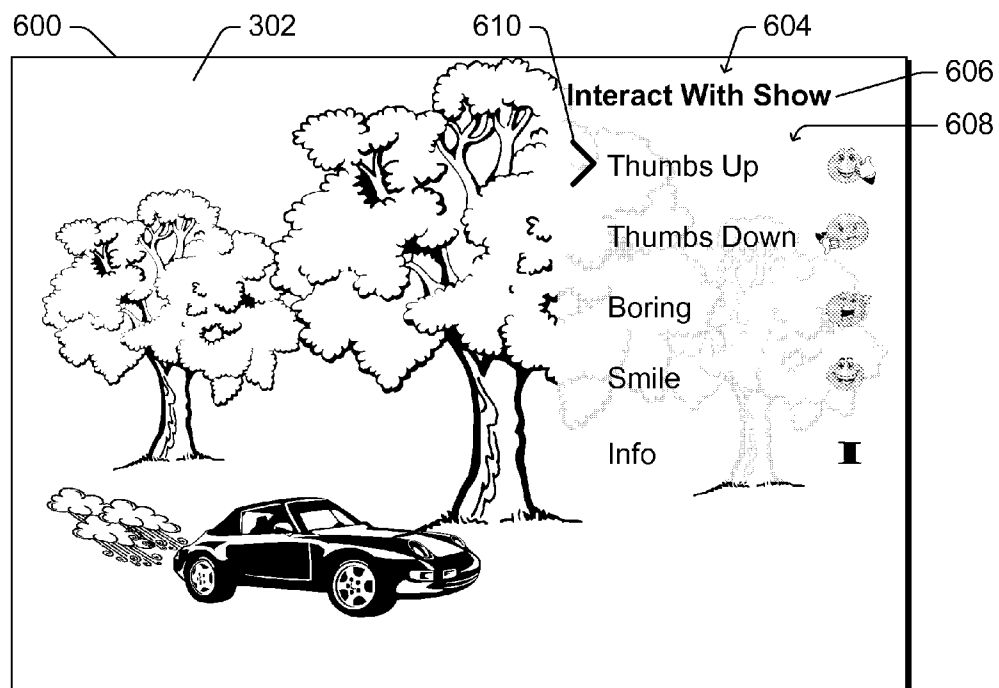 600 302 610 604
Interact With Show 606
608
Thumbs Up
Thumbs Down
Boring
Smile
Info I